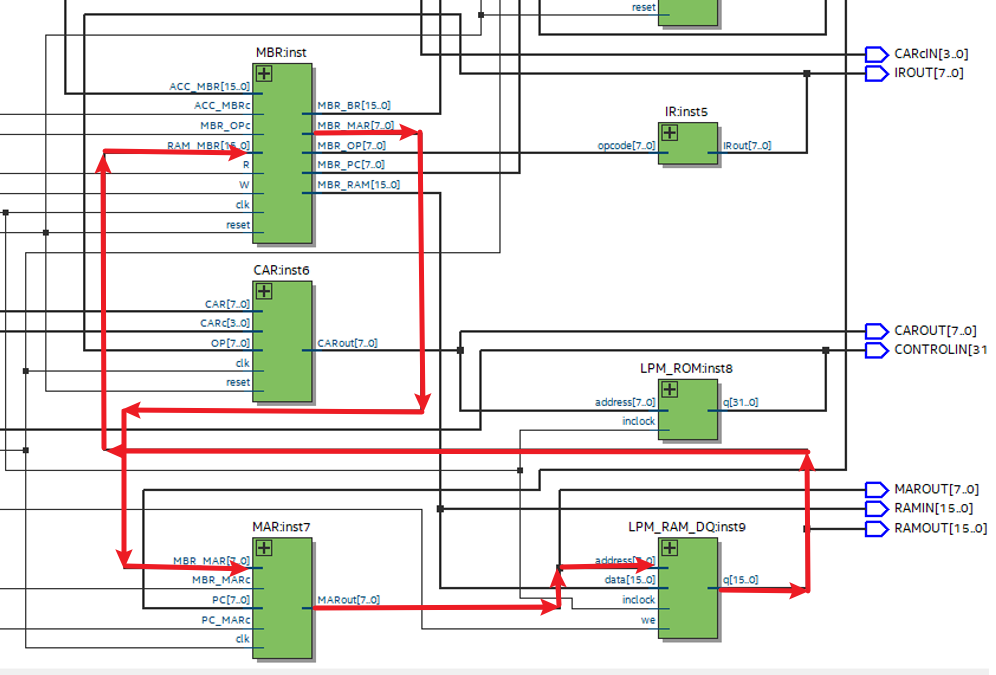 reset
CARcIN[3..0]
IROUT[7..0]
MBR:inst
ACC_MBR[15..0]
ACC_MBRc
MBR_OPc
RAM_MBR[15..0]
R
W
clk
reset
MBR_BR[15..0]
MBR_MAR[7..0]
MBR_OP[7..0]
MBR_PC[7..0]
MBR_RAM[15..0]
IR:inst5
opcode[7..0]
IRout[7..0]
CAR:inst6
CAR[7..0]
CARc[3..0]
OP[7..0]
clk
reset
CARout[7..0]
CAROUT[7..0]
CONTROLIN[31
LPM_ROM:inst8
address[7..0]
inclock
q[31..0]
MAROUT[7..0]
RAMIN[15..0]
RAMOUT[15..0]
MAR:inst7
MBR_MAR[7..0]
MBR_MARc
PC[7..0]
PC_MARc
clk
MARout[7..0]
LPM_RAM_DQ:inst9
address[7..0]
data[15..0]
inclock
we
q[15..0]